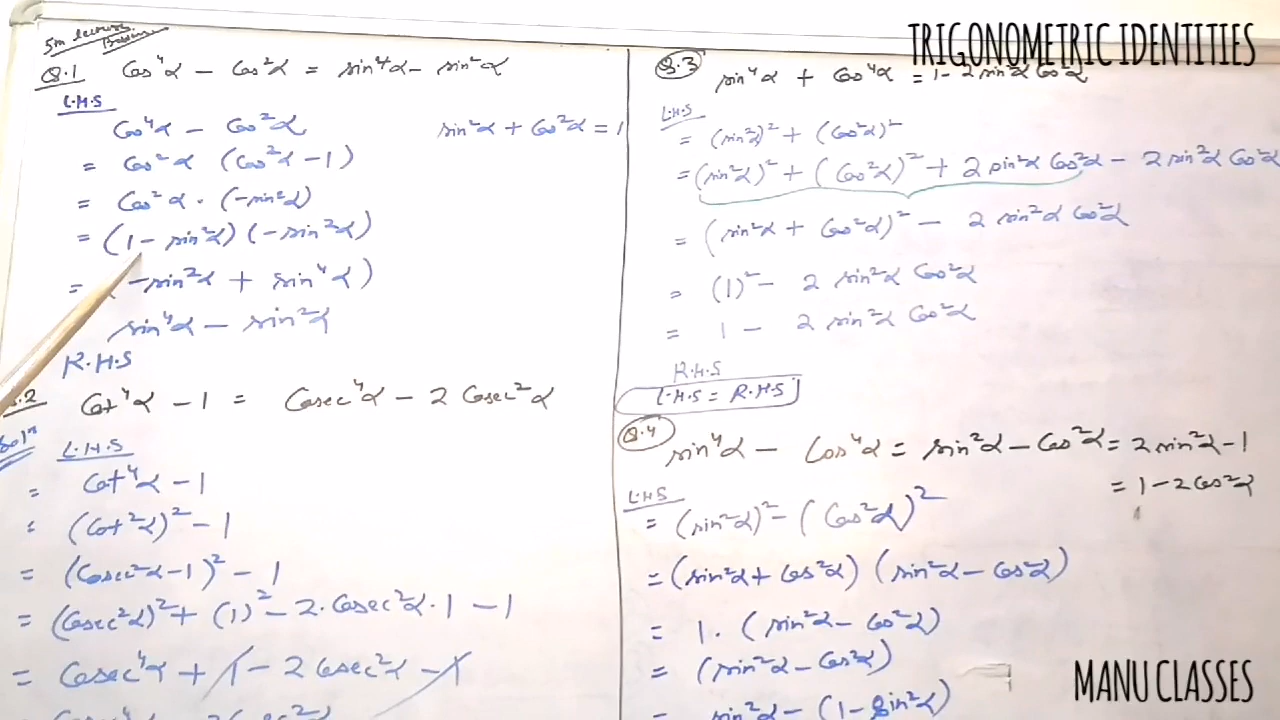 TRIGONOMETRIC IDENTITIES
5m lecture
Q.1 Cos⁴α - Cos²α = sin⁴α - sin²α
L.H.S
Cos⁴α - Cos²α
sin²α + Cos²α = 1
= Cos²α (Cos²α - 1)
= Cos²α . (-sin²α)
= (1 - sin²α) (-sin²α)
= ( -sin²α + sin⁴α )
sin⁴α - sin²α
R.H.S
Q.2 Cot⁴α - 1 = Cosec⁴α - 2 Cosec²α
Solⁿ
L.H.S
= Cot⁴α - 1
= (Cot²α)² - 1
= (Cosec²α - 1)² - 1
= (Cosec²α)² + (1)² - 2.Cosec²α.1 - 1
= Cosec⁴α + 1 - 2 Cosec²α - 1
Q.3 sin⁴α + Cos⁴α = 1 - 2 sin²α Cos²α
L.H.S
= (sin²α)² + (Cos²α)²
= (sin²α)² + (Cos²α)² + 2 sin²α Cos²α - 2 sin²α Cos²α
= (sin²α + Cos²α)² - 2 sin²α Cos²α
= (1)² - 2 sin²α Cos²α
= 1 - 2 sin²α Cos²α
R.H.S
L.H.S = R.H.S
Q.4 sin⁴α - Cos⁴α = sin²α - Cos²α = 2 sin²α - 1
= 1 - 2 Cos²α
L.H.S
= (sin²α)² - (Cos²α)²
= (sin²α + Cos²α) (sin²α - Cos²α)
= 1. (sin²α - Cos²α)
= (sin²α - Cos²α)
= sin²α - (1 - sin²α)
MANU CLASSES